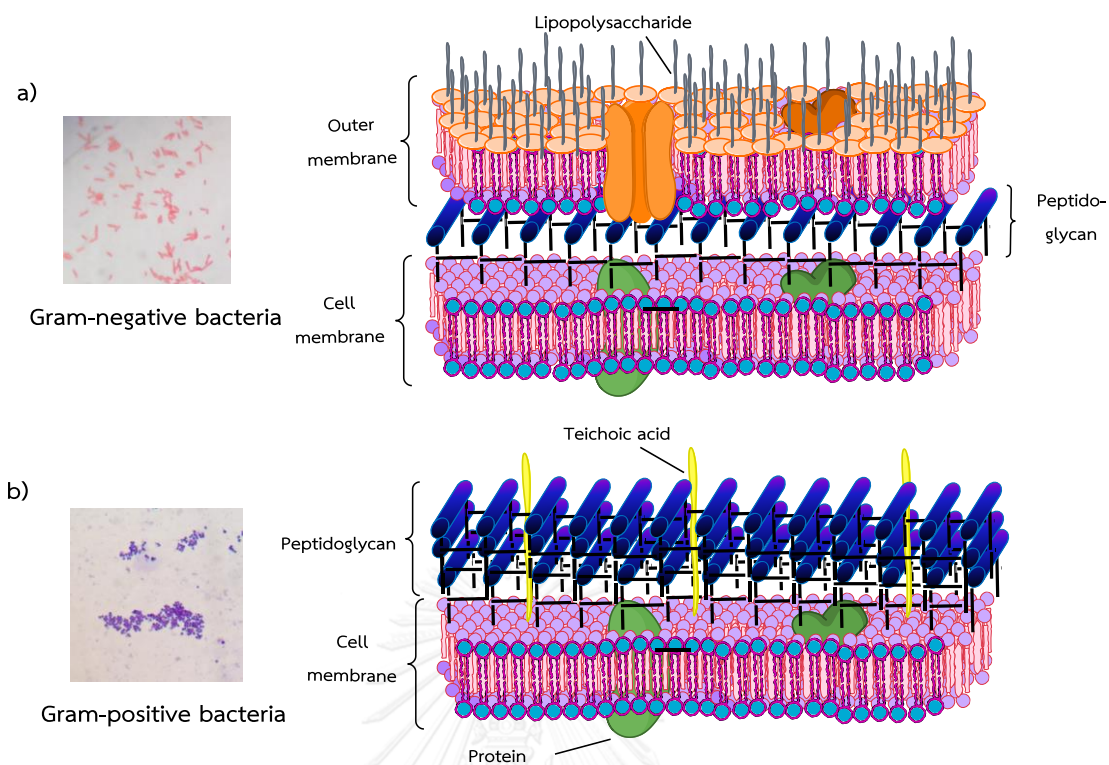 Lipopolysaccharide
a)
Outer
membrane
Peptido-
glycan
Cell
membrane
Gram-negative bacteria
Teichoic acid
b)
Peptidoglycan
Cell
membrane
Gram-positive bacteria
Protein